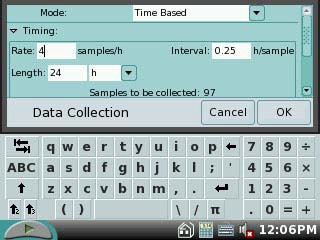 Mode: Time Based
Timing:
Rate: 4 samples/h Interval: 0.25 h/sample
Length: 24 h
Samples to be collected: 97
Data Collection Cancel OK
q w e r t y u i o p 7 8 9 ÷
ABC a s d f g h j k l ; ' 4 5 6 ×
z x c v b n m , . 1 2 3 -
( ) \ / π 0 = +
12:06PM